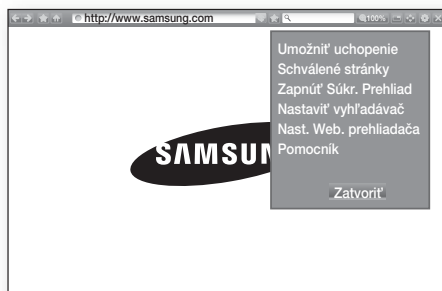 http://www.samsung.com
100%
Umožniť uchopenie
Schválené stránky
Zapnúť Súkr. Prehliad
Nastaviť vyhľadávač
Nast. Web. prehliadača
Pomocník
SAMSUN
Zatvoriť